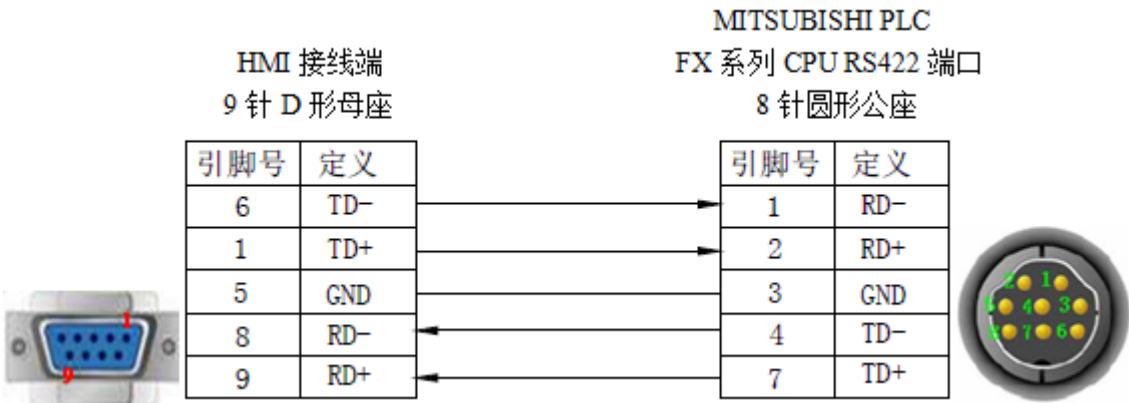 MITSUBISHI PLC
HMI 接线端
FX 系列 CPU RS422 端口
9 针 D 形母座
8 针圆形公座
引脚号 定义 引脚号 定义
6 TD- 1 RD-
1 TD+ 2 RD+
5 GND 3 GND
8 RD- 4 TD-
9 RD+ 7 TD+
1
9
2 1
5 4 3
8 7 6